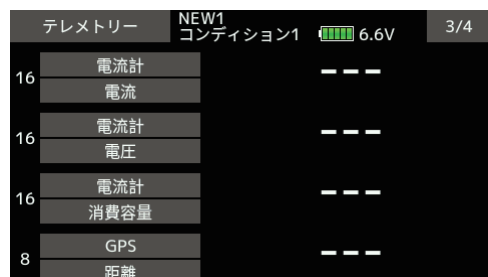 テレメトリー
NEW1
コンディション1
6.6V
3/4
16
電流計
電流
---
16
電流計
電圧
---
16
電流計
消費容量
---
8
GPS
距離
---